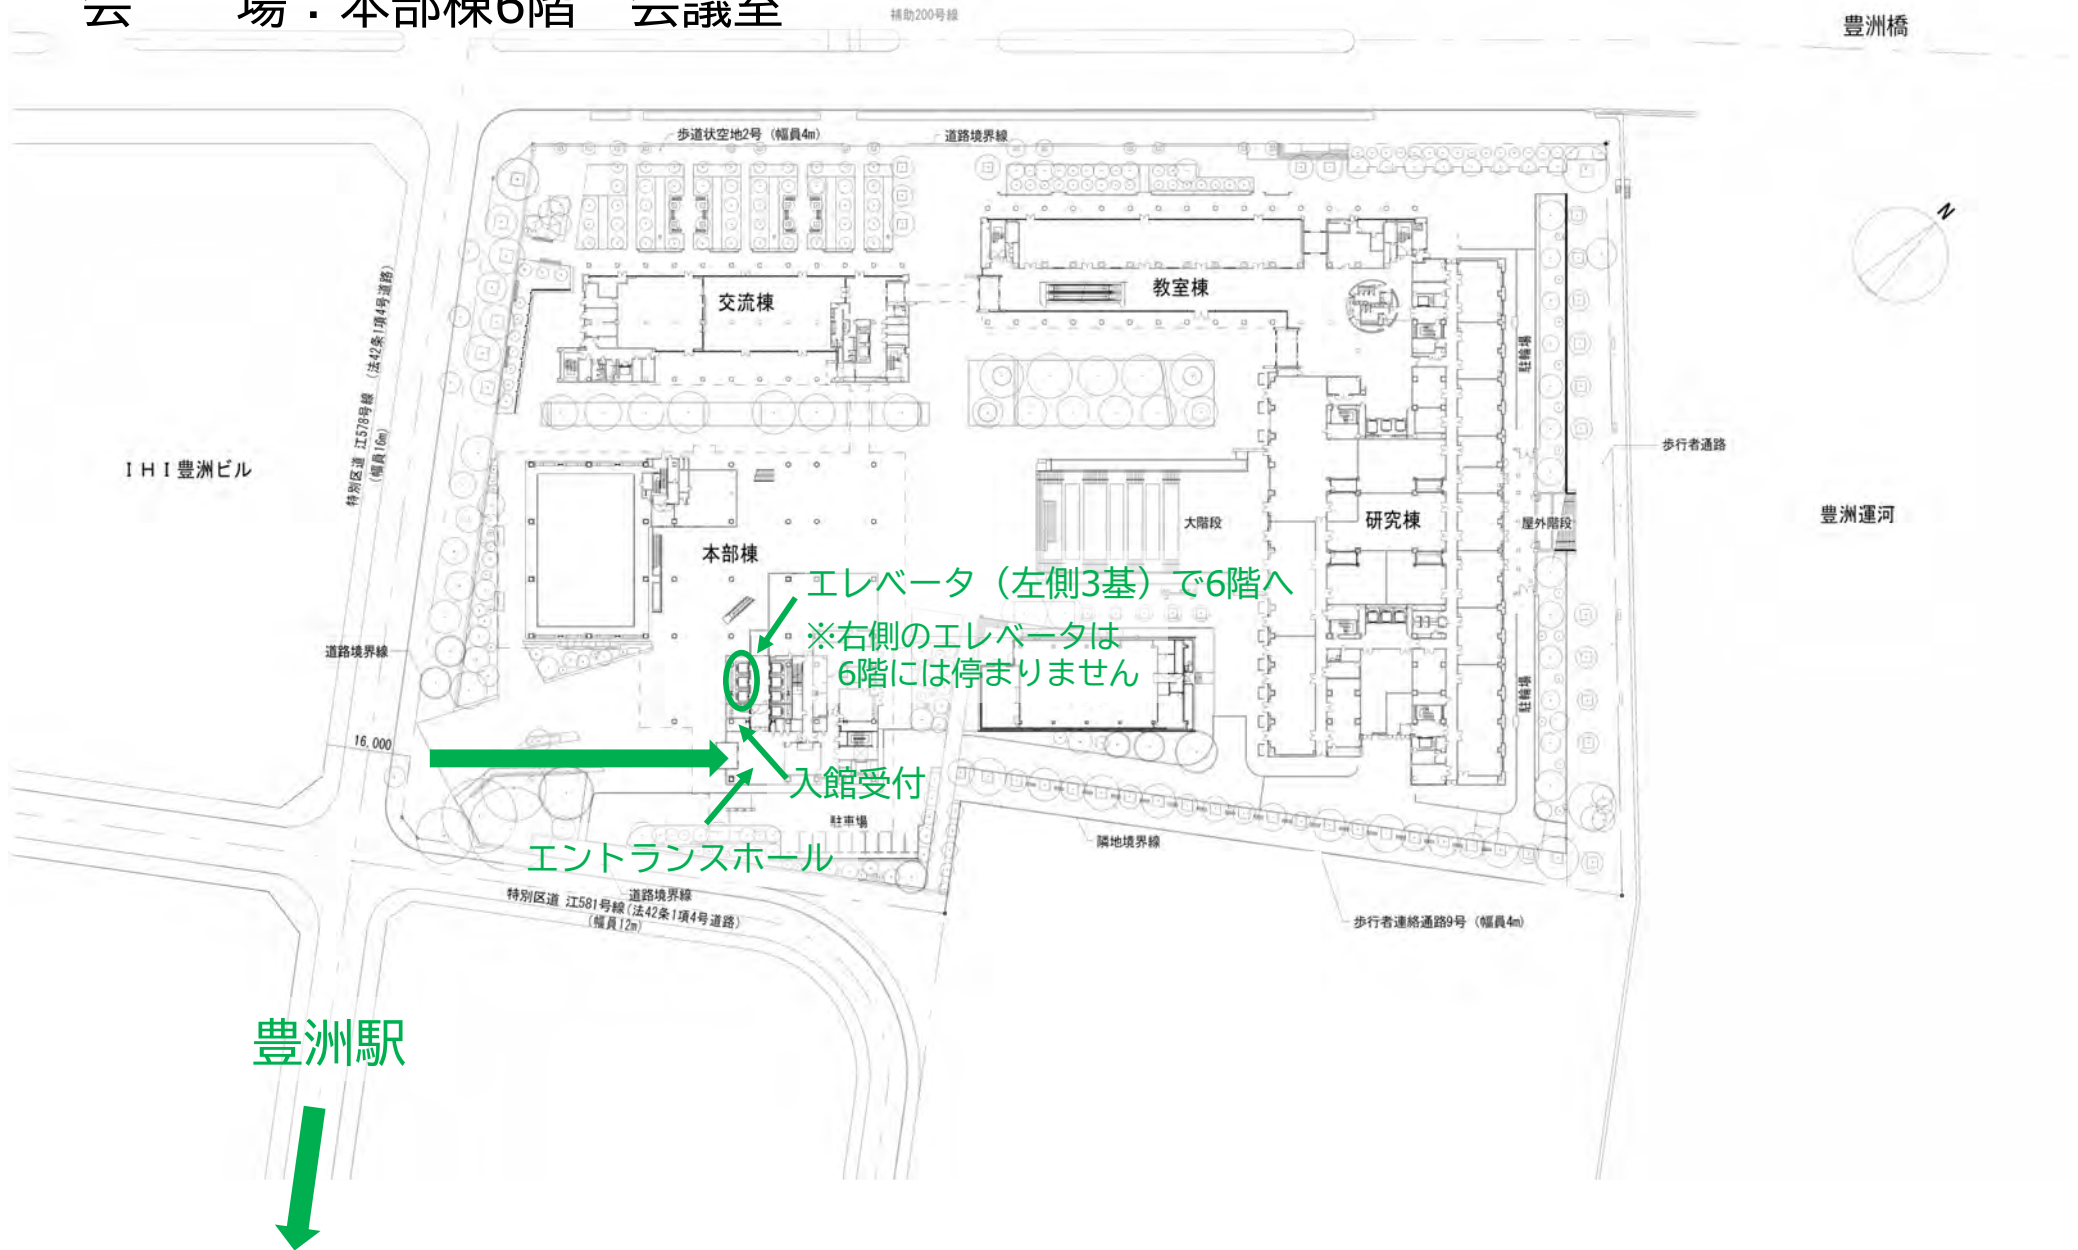 会　　場：本部棟6階　会議室
補助200号線
豊洲橋
歩道状空地2号（幅員4m）
道路境界線
N
交流棟
教室棟
特別区道 江578号線 （法42条1項4号道路）
（幅員16m）
駐輪場
歩行者通路
ＩＨＩ豊洲ビル
大階段
研究棟
屋外階段
豊洲運河
本部棟
エレベータ（左側3基）で6階へ
※右側のエレベータは
6階には停まりません
道路境界線
駐輪場
16,000
入館受付
駐車場
エントランスホール
隣地境界線
道路境界線
特別区道 江581号線（法42条1項4号道路）
（幅員12m）
歩行者連絡通路9号（幅員4m）
豊洲駅